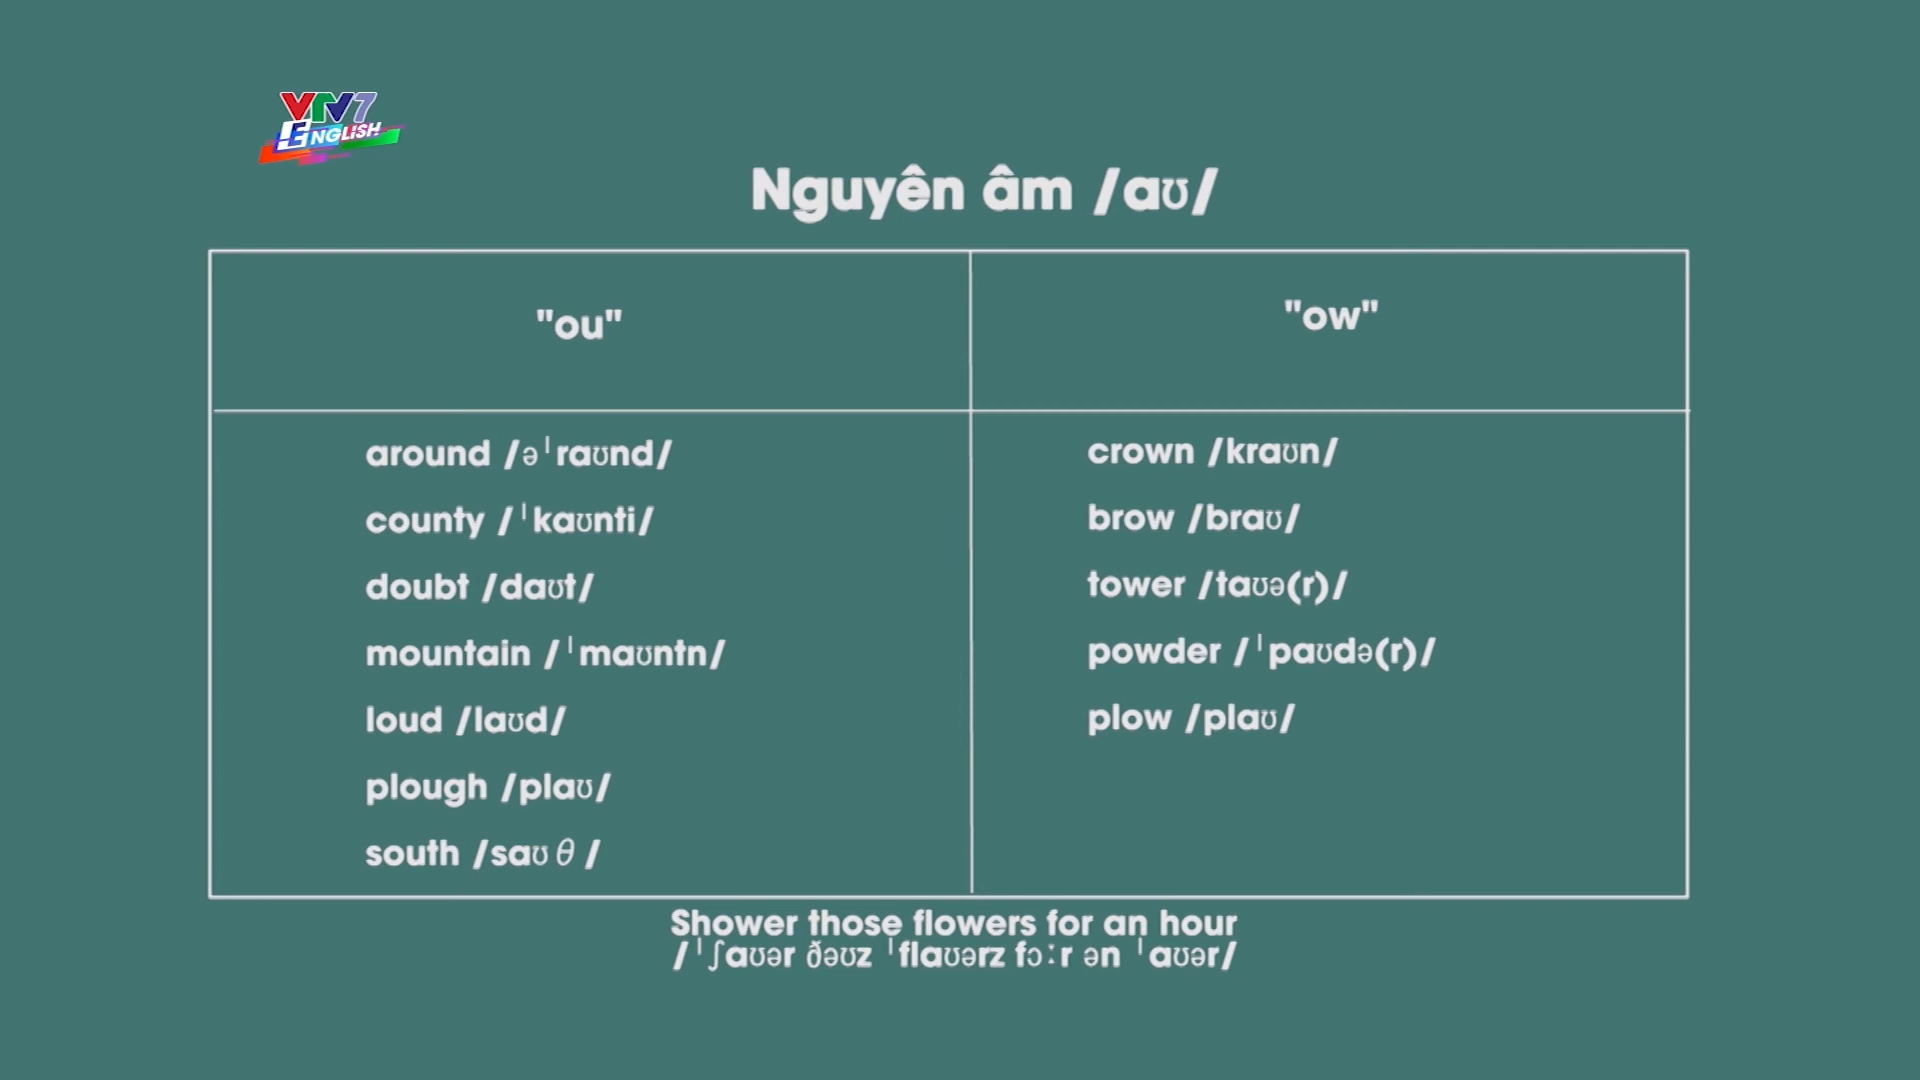 VTV7
ENGLISH
Nguyên âm /aʊ/
"ou"
"ow"
around /əˈraʊnd/
county /ˈkaʊnti/
doubt /daʊt/
mountain /ˈmaʊntn/
loud /laʊd/
plough /plaʊ/
south /saʊθ /
crown /kraʊn/
brow /braʊ/
tower /taʊə(r)/
powder /ˈpaʊdə(r)/
plow /plaʊ/
Shower those flowers for an hour
/ˈʃaʊər ðəʊz ˈflaʊərz fɔːr ən ˈaʊər/